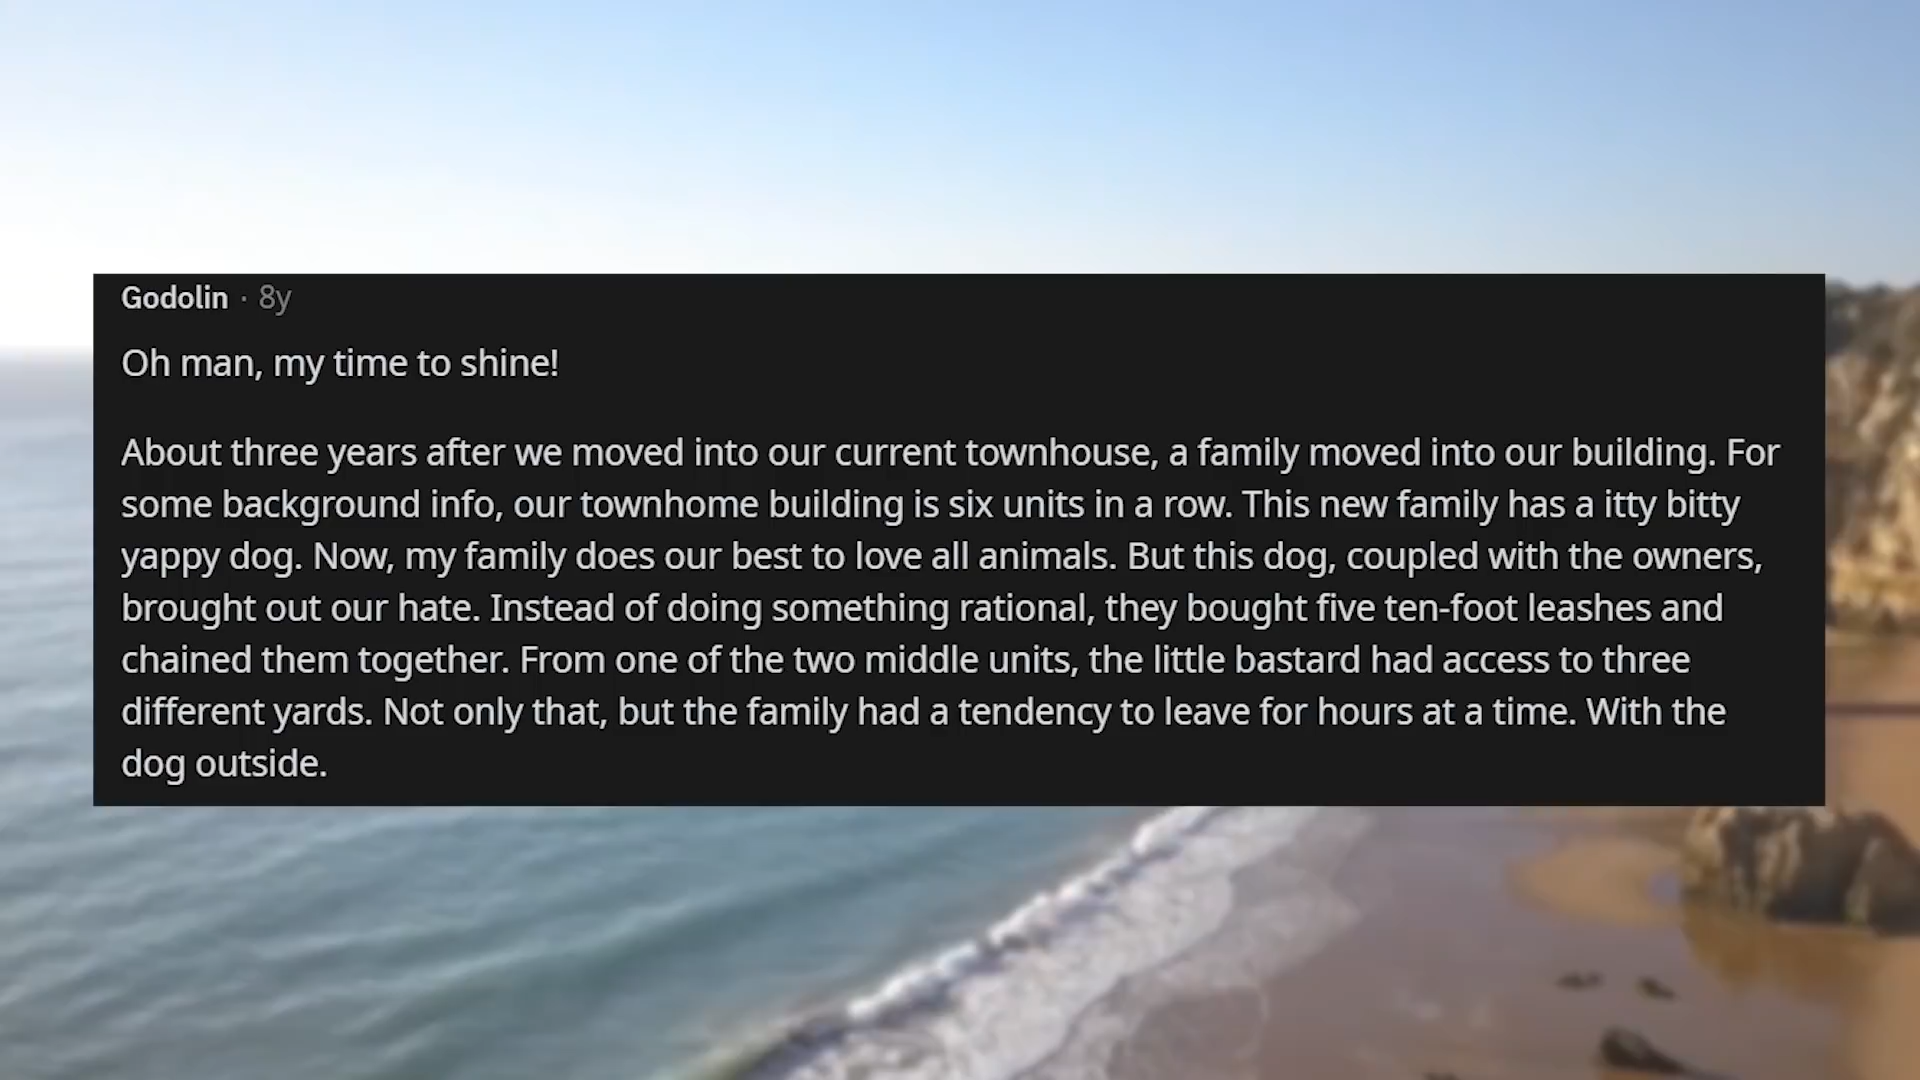 Godolin · 8y
Oh man, my time to shine!
About three years after we moved into our current townhouse, a family moved into our building. For
some background info, our townhome building is six units in a row. This new family has a itty bitty
yappy dog. Now, my family does our best to love all animals. But this dog, coupled with the owners,
brought out our hate. Instead of doing something rational, they bought five ten-foot leashes and
chained them together. From one of the two middle units, the little bastard had access to three
different yards. Not only that, but the family had a tendency to leave for hours at a time. With the
dog outside.